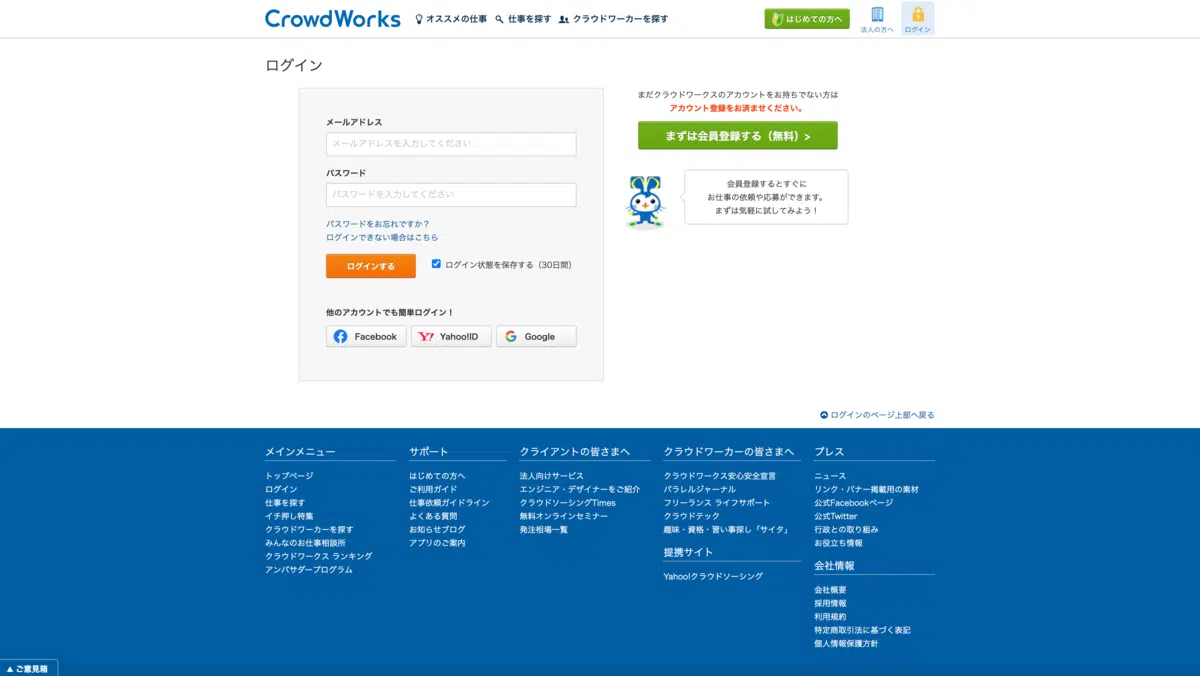 CrowdWorks
オススメの仕事
仕事を探す
クラウドワーカーを探す
はじめての方へ
法人の方へ
ログイン
ログイン
メールアドレス
メールアドレスを入力してください
パスワード
パスワードを入力してください
パスワードをお忘れですか？
ログインできない場合はこちら
ログインする
ログイン状態を保存する（30日間）
他のアカウントでも簡単ログイン！
Facebook
Yahoo!ID
Google
まだクラウドワークスのアカウントをお持ちでない方は
アカウント登録をお済ませください。
まずは会員登録する（無料）>
会員登録するとすぐに
お仕事の依頼や応募ができます。
まずは気軽に試してみよう！
ログインのページ上部へ戻る
メインメニュー
トップページ
ログイン
仕事を探す
イチ押し特集
クラウドワーカーを探す
みんなのお仕事相談所
クラウドワークス ランキング
アンバサダープログラム
サポート
はじめての方へ
ご利用ガイド
仕事依頼ガイドライン
よくある質問
お知らせブログ
アプリのご案内
クライアントの皆さまへ
法人向けサービス
エンジニア・デザイナーをご紹介
クラウドソーシングTimes
無料オンラインセミナー
発注相場一覧
クラウドワーカーの皆さまへ
クラウドワークス安心安全宣言
パラレルジャーナル
フリーランス ライフサポート
クラウドテック
趣味・資格・習い事探し「サイタ」
提携サイト
Yahoo!クラウドソーシング
プレス
ニュース
リンク・バナー掲載用の素材
公式Facebookページ
公式Twitter
行政との取り組み
お役立ち情報
会社情報
会社概要
採用情報
利用規約
特定商取引法に基づく表記
個人情報保護方針
▲ご意見箱